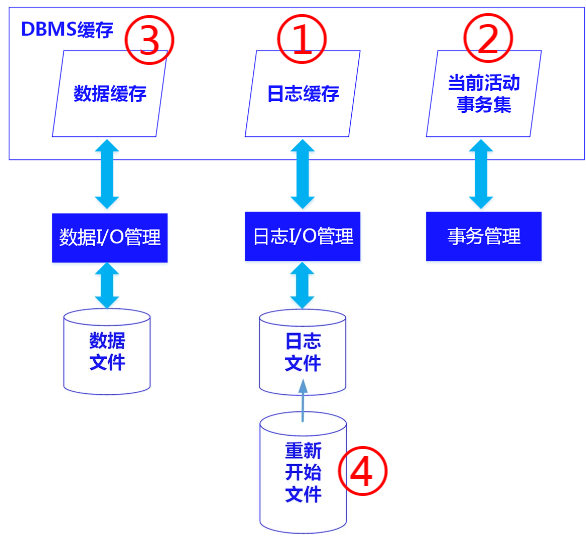 DBMS缓存
③
①
②
数据缓存
日志缓存
当前活动
事务集
数据I/O管理
日志I/O管理
事务管理
数据
文件
日志
文件
重新
开始
文件
④